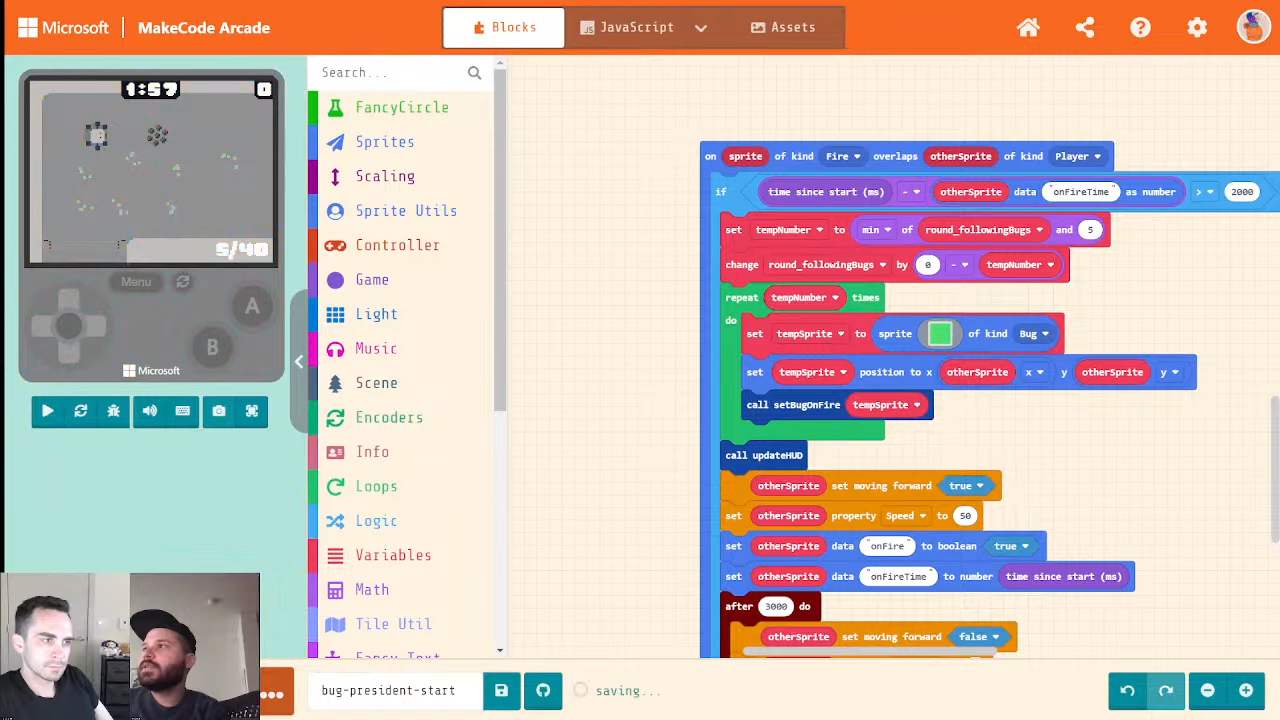 Microsoft
MakeCode Arcade
Blocks
JavaScript
Assets
1:57
0
5/40
Menu
A
B
Microsoft
Search...
FancyCircle
Sprites
Scaling
Sprite Utils
Controller
Game
Light
Music
Scene
Encoders
Info
Loops
Logic
Variables
Math
Tile Util
Fancy Text
on sprite of kind Fire overlaps otherSprite of kind Player
if time since start (ms) - otherSprite data "onFireTime" as number > 2000
set tempNumber to min of round_followingBugs and 5
change round_followingBugs by 0 - tempNumber
repeat tempNumber times
do set tempSprite to sprite of kind Bug
set tempSprite position to x otherSprite x y otherSprite y
call setBugOnFire tempSprite
call updateHUD
otherSprite set moving forward true
set otherSprite property Speed to 50
set otherSprite data "onFire" to boolean true
set otherSprite data "onFireTime" to number time since start (ms)
after 3000 do
otherSprite set moving forward false
bug-president-start
saving...